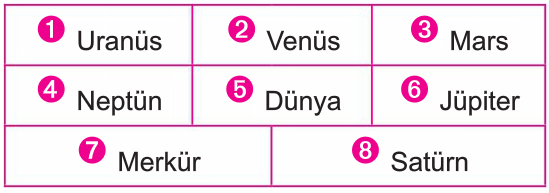 1 Uranüs 2 Venüs 3 Mars
4 Neptün 5 Dünya 6 Jüpiter
7 Merkür 8 Satürn